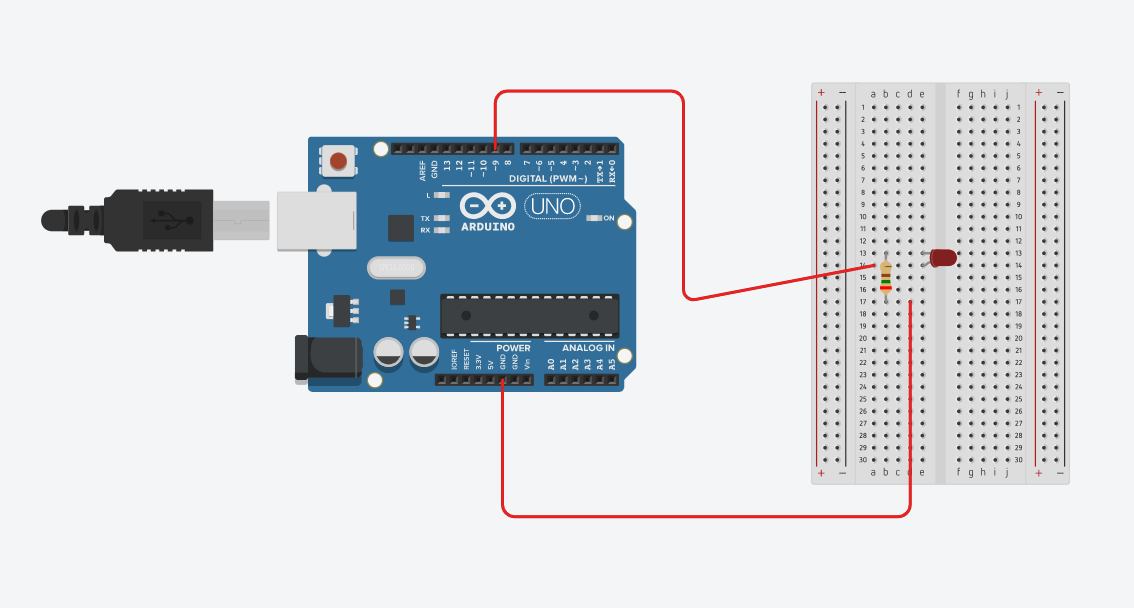 AREF
GND
13
12
~11
~10
~9
8
7
~6
~5
4
~3
2
TX→1
RX←0
DIGITAL (PWM~)
L
TX
RX
ARDUINO
UNO
ON
POWER
ANALOG IN
IOREF
RESET
3.3V
5V
GND
GND
Vin
A0
A1
A2
A3
A4
A5
+ − a b c d e f g h i j + −
1 1
2 2
3 3
4 4
5 5
6 6
7 7
8 8
9 9
10 10
11 11
12 12
13 13
14 14
15 15
16 16
17 17
18 18
19 19
20 20
21 21
22 22
23 23
24 24
25 25
26 26
27 27
28 28
29 29
30 30
+ − a b c d e f g h i j + −